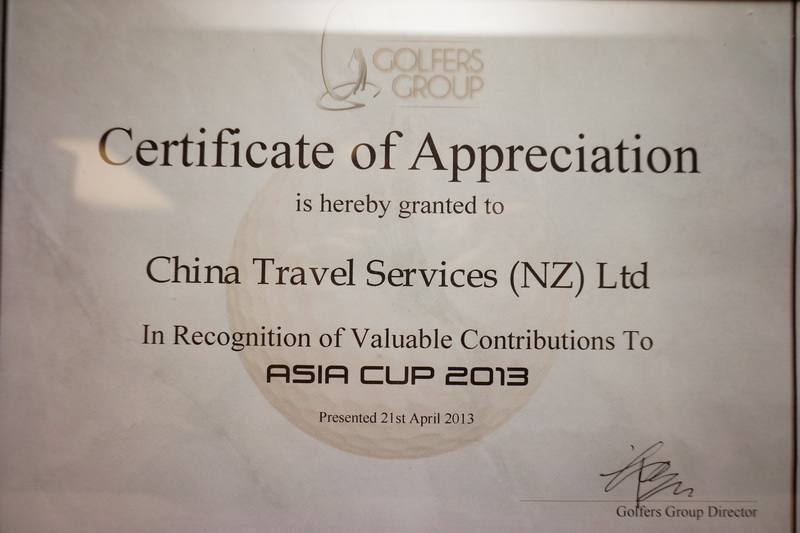 GOLFERS
GROUP
Certificate of Appreciation
is hereby granted to
China Travel Services (NZ) Ltd
In Recognition of Valuable Contributions To
ASIA CUP 2013
Presented 21st April 2013
Golfers Group Director